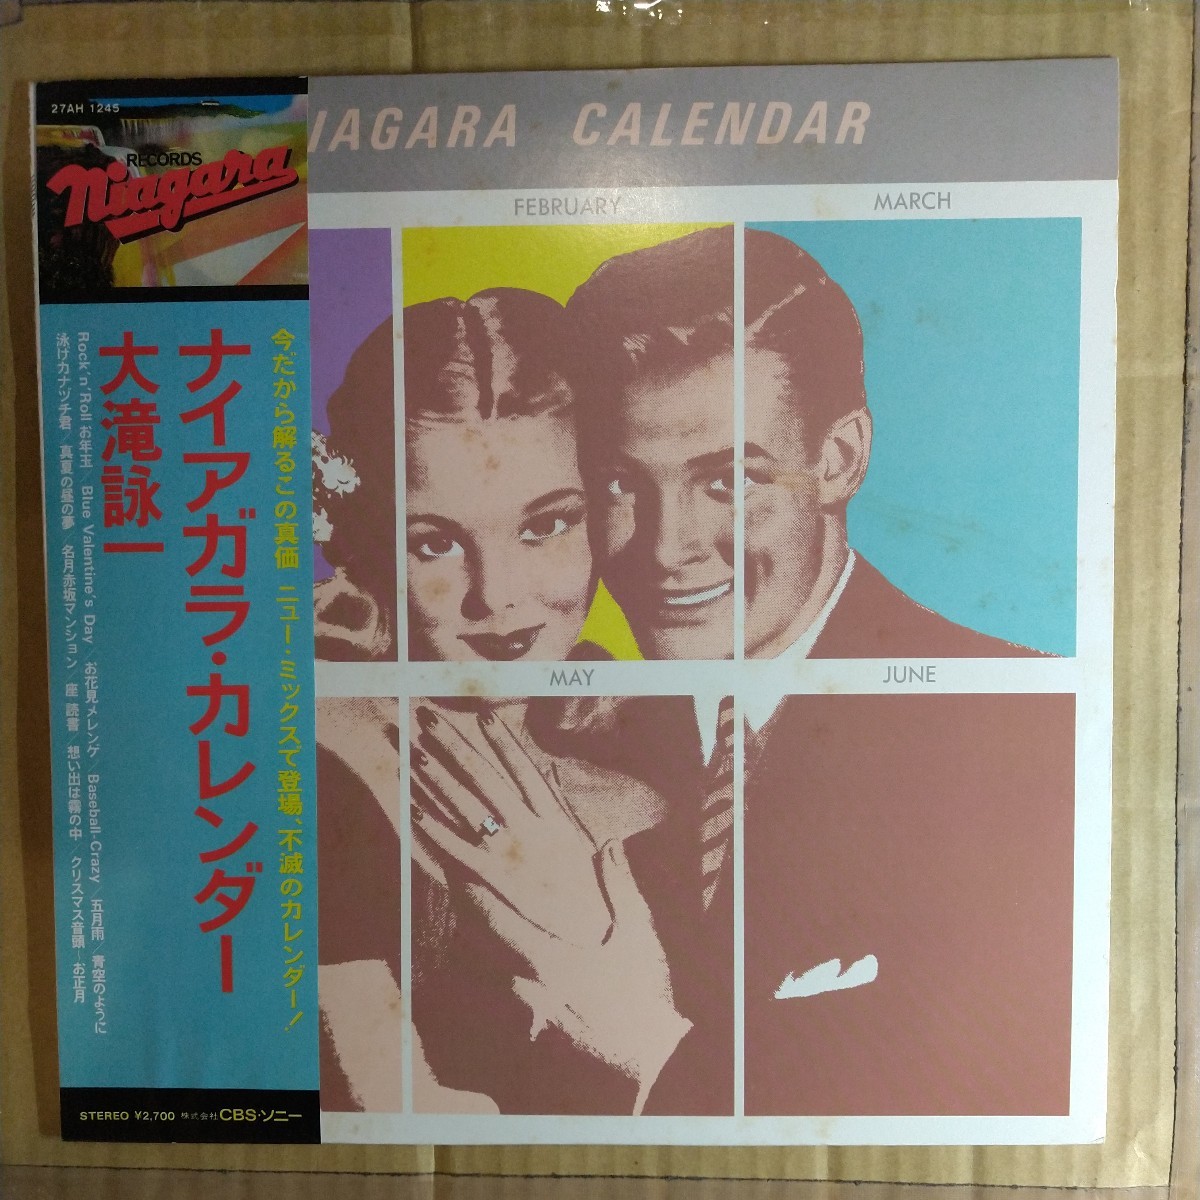 27AH 1245
RECORDS
Niagara
今だから解るこの真価 ニュー・ミックスで登場、不滅のカレンダー!
ナイアガラ・カレンダー
大滝詠一
Rock'n'Roll お年玉/Blue Valentine's Day/お花見メレンゲ/Baseball-Crazy/五月雨/青空のように
泳げカナヅチ君/真夏の昼の夢/名月赤坂マンション/座 読書/想い出は霧の中/クリスマス音頭~お正月
STEREO ¥2,700 株式会社 CBS・ソニー
IAGARA CALENDAR
FEBRUARY
MARCH
MAY
JUNE